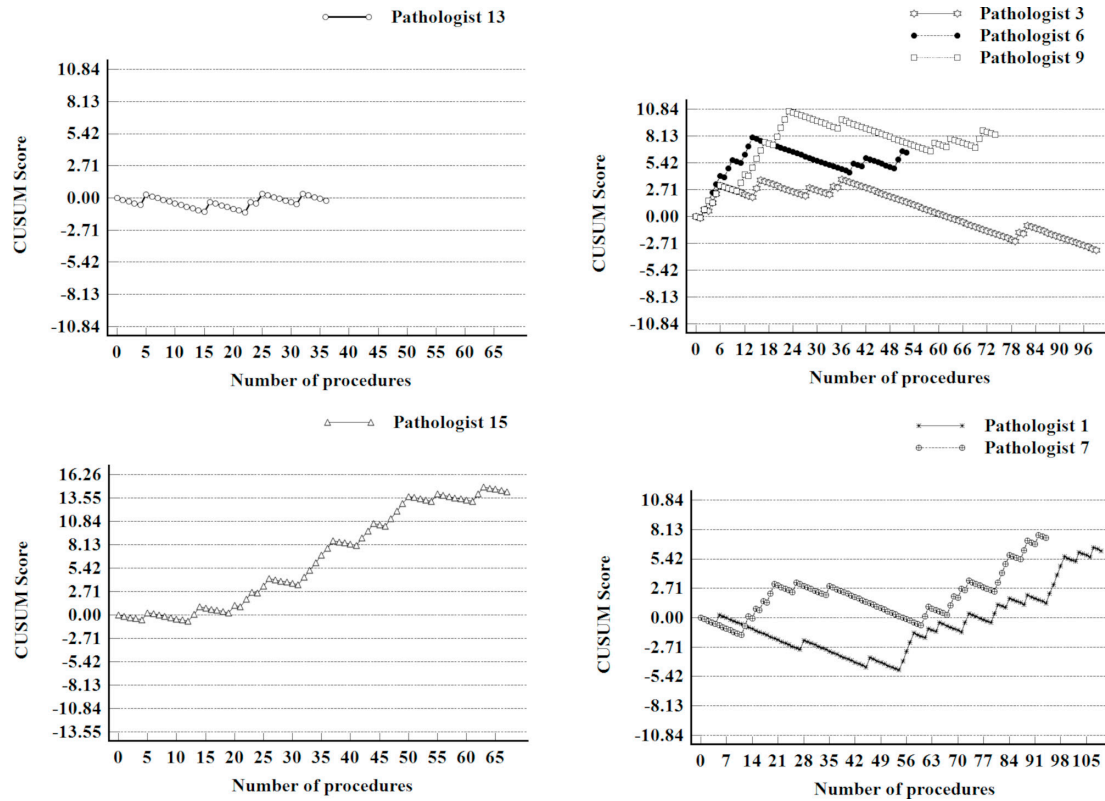 Pathologist 13
CUSUM Score
10.84
8.13
5.42
2.71
0.00
-2.71
-5.42
-8.13
-10.84
0 5 10 15 20 25 30 35 40 45 50 55 60 65
Number of procedures
Pathologist 3
Pathologist 6
Pathologist 9
CUSUM Score
10.84
8.13
5.42
2.71
0.00
-2.71
-5.42
-8.13
-10.84
0 6 12 18 24 30 36 42 48 54 60 66 72 78 84 90 96
Number of procedures
Pathologist 15
CUSUM Score
16.26
13.55
10.84
8.13
5.42
2.71
0.00
-2.71
-5.42
-8.13
-10.84
-13.55
0 5 10 15 20 25 30 35 40 45 50 55 60 65
Number of procedures
Pathologist 1
Pathologist 7
CUSUM Score
10.84
8.13
5.42
2.71
0.00
-2.71
-5.42
-8.13
-10.84
0 7 14 21 28 35 42 49 56 63 70 77 84 91 98 105
Number of procedures